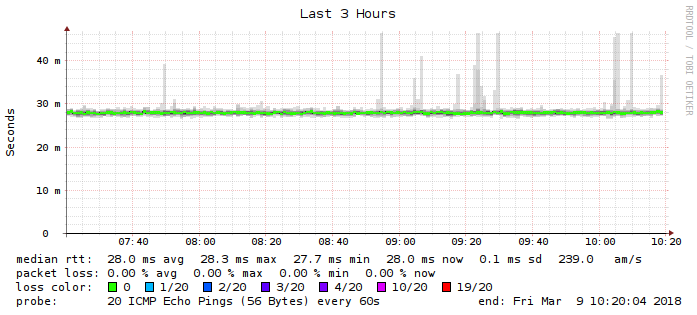 Last 3 Hours
RRDTOOL / TOBI OETIKER
Seconds
40 m
30 m
20 m
10 m
0
07:40 08:00 08:20 08:40 09:00 09:20 09:40 10:00 10:20
median rtt: 28.0 ms avg 28.3 ms max 27.7 ms min 28.0 ms now 0.1 ms sd 239.0 am/s
packet loss: 0.00 % avg 0.00 % max 0.00 % min 0.00 % now
loss color: 0 1/20 2/20 3/20 4/20 10/20 19/20
probe: 20 ICMP Echo Pings (56 Bytes) every 60s end: Fri Mar 9 10:20:04 2018